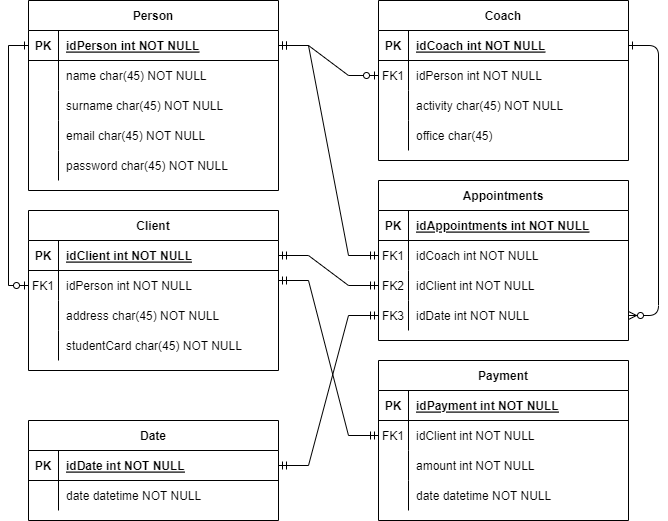 Person
PK idPerson int NOT NULL
name char(45) NOT NULL
surname char(45) NOT NULL
email char(45) NOT NULL
password char(45) NOT NULL
Coach
PK idCoach int NOT NULL
FK1 idPerson int NOT NULL
activity char(45) NOT NULL
office char(45)
Client
PK idClient int NOT NULL
FK1 idPerson int NOT NULL
address char(45) NOT NULL
studentCard char(45) NOT NULL
Appointments
PK idAppointments int NOT NULL
FK1 idCoach int NOT NULL
FK2 idClient int NOT NULL
FK3 idDate int NOT NULL
Date
PK idDate int NOT NULL
date datetime NOT NULL
Payment
PK idPayment int NOT NULL
FK1 idClient int NOT NULL
amount int NOT NULL
date datetime NOT NULL